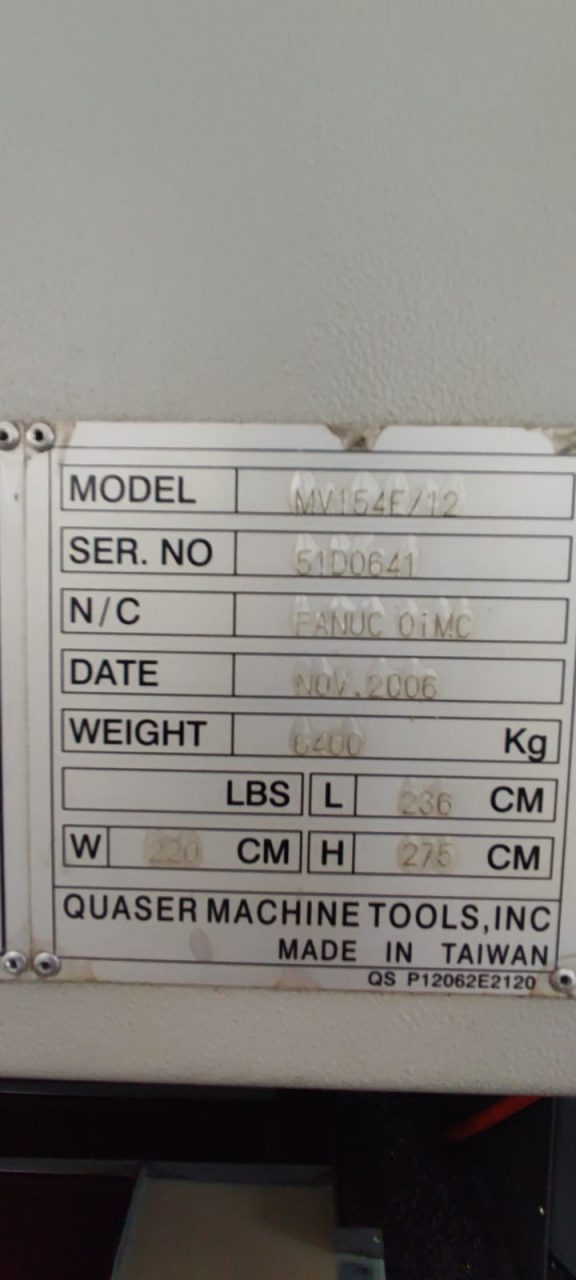 MODEL MV154E/12
SER. NO 51D0641
N/C FANUC OiMC
DATE NOV.2006
WEIGHT 6400 Kg
LBS L 236 CM
W 220 CM H 275 CM
QUASER MACHINE TOOLS,INC
MADE IN TAIWAN
QS P12062E2120